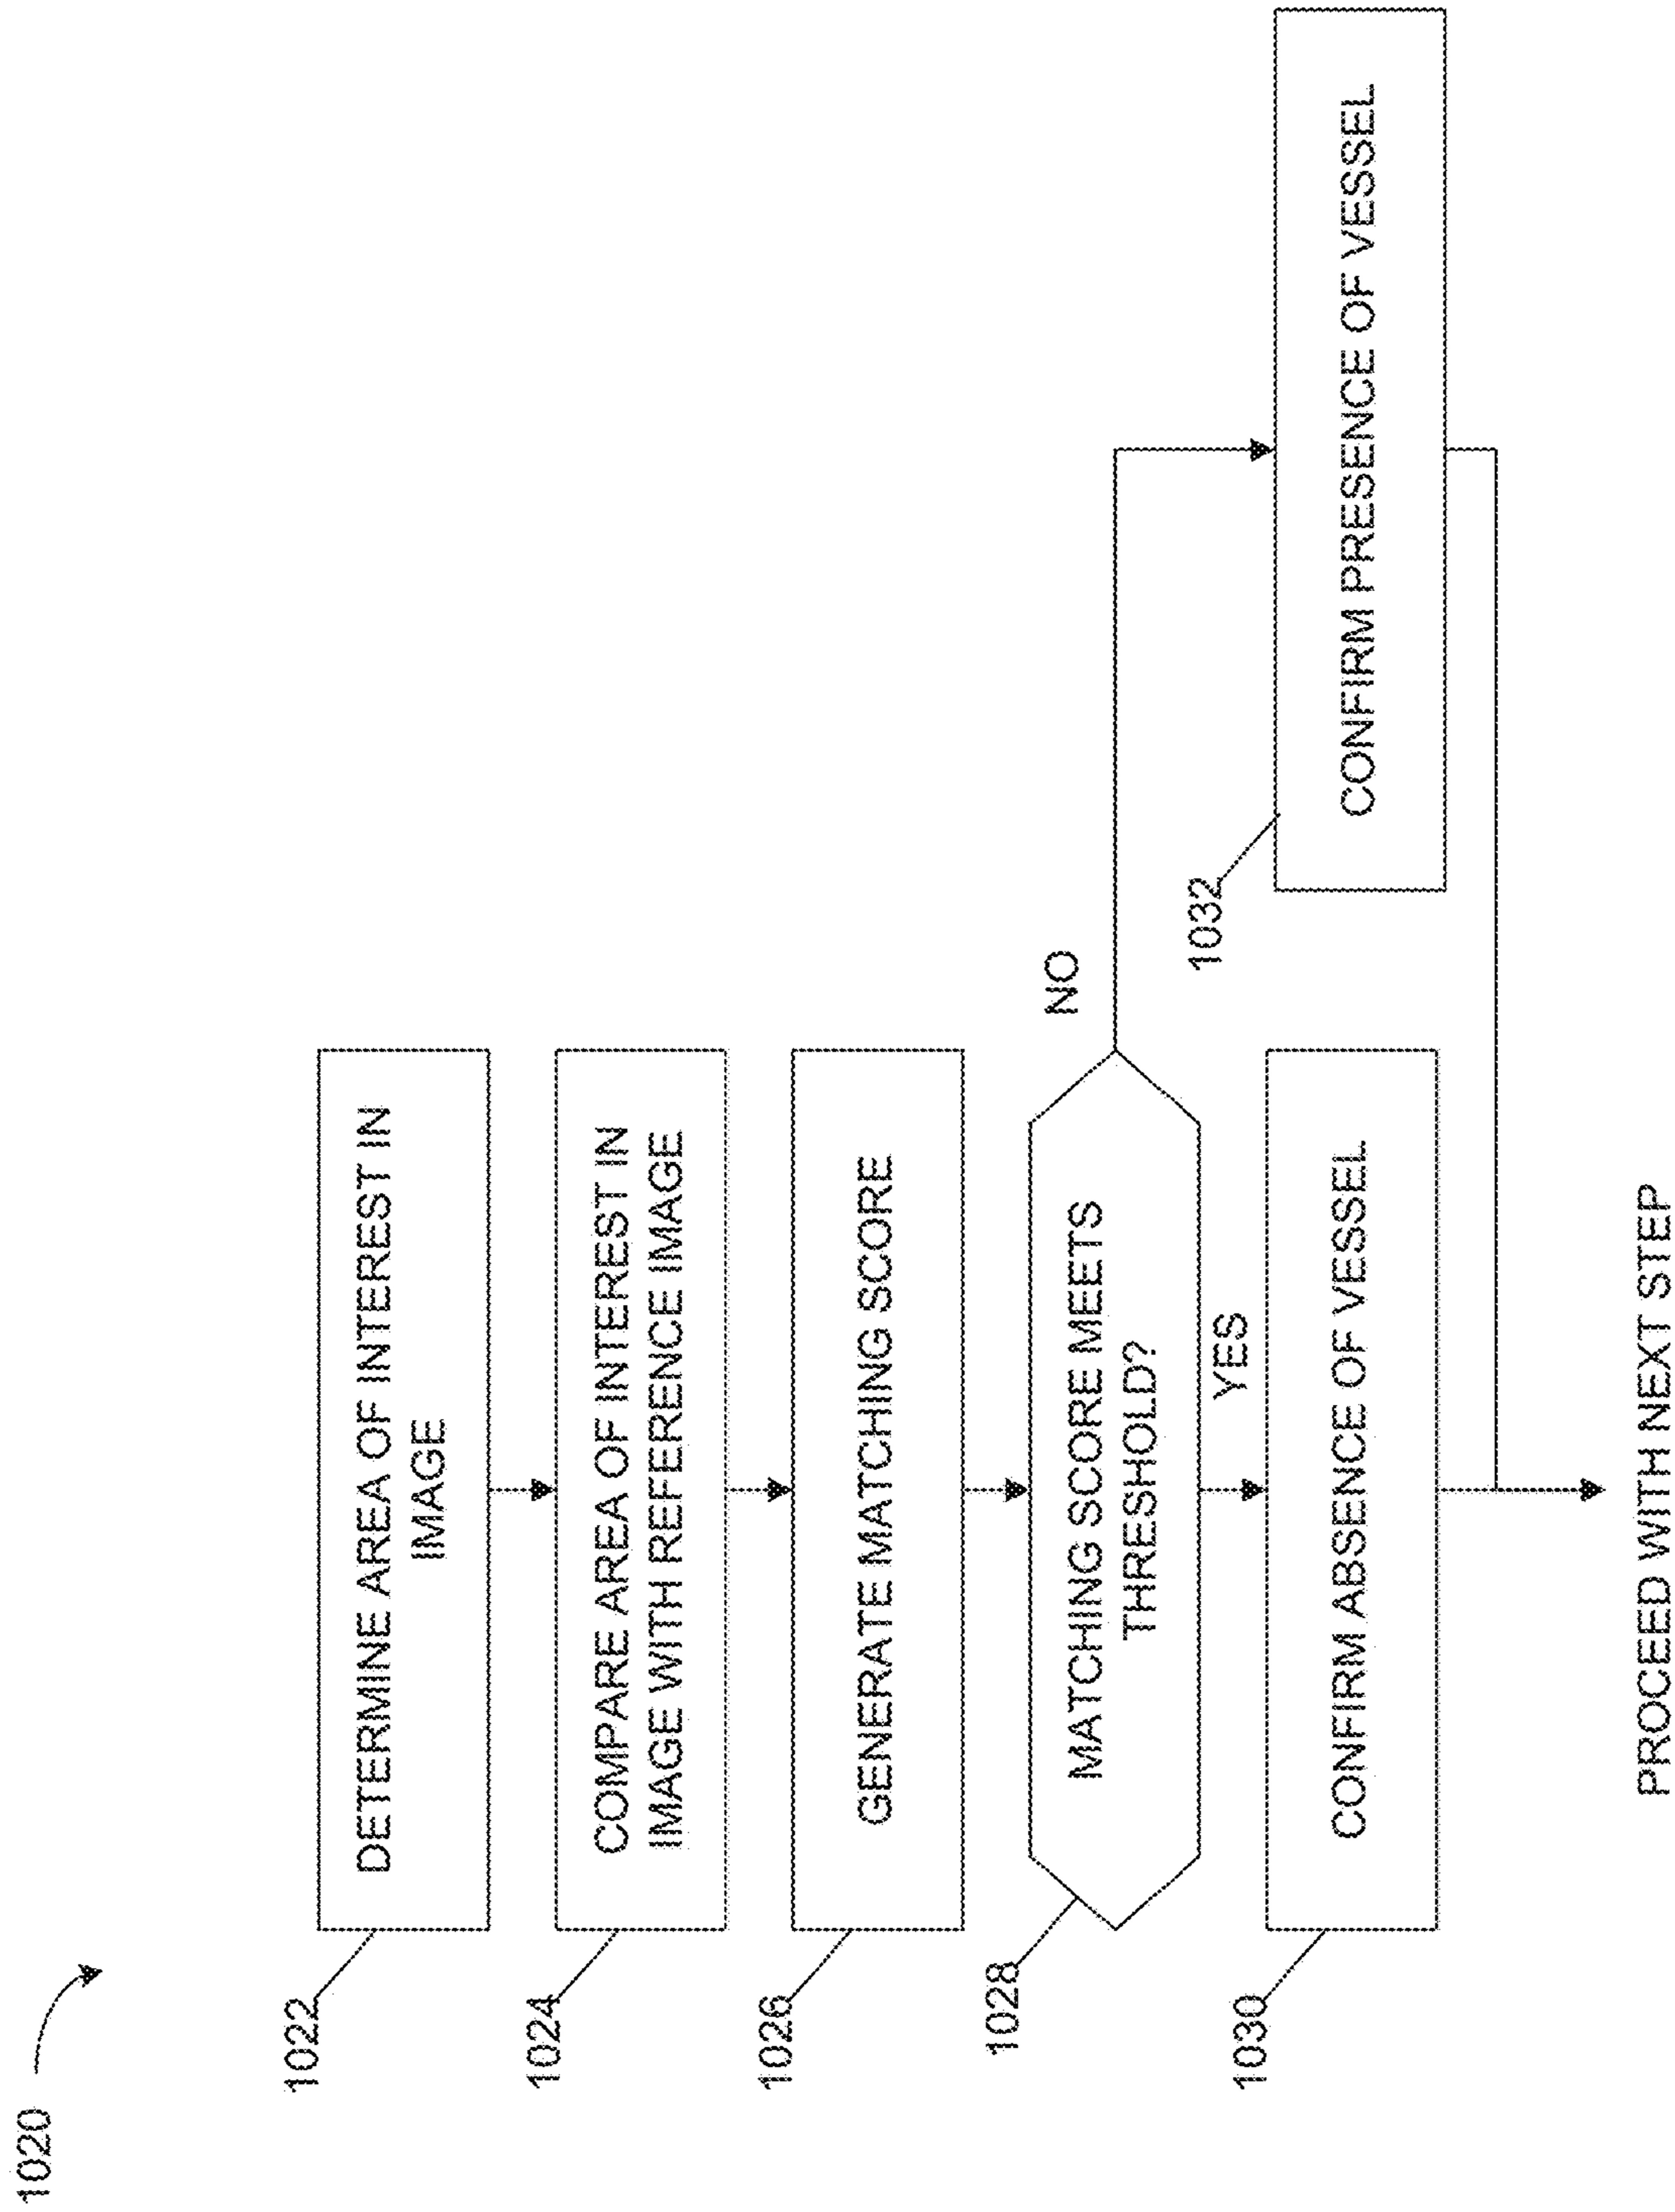 1020
1022
DETERMINE AREA OF INTEREST IN
IMAGE
1024
COMPARE AREA OF INTEREST IN
IMAGE WITH REFERENCE IMAGE
1026
GENERATE MATCHING SCORE
1028
MATCHING SCORE MEETS
THRESHOLD?
NO
YES
1030
CONFIRM ABSENCE OF VESSEL
1032
CONFIRM PRESENCE OF VESSEL
PROCEED WITH NEXT STEP